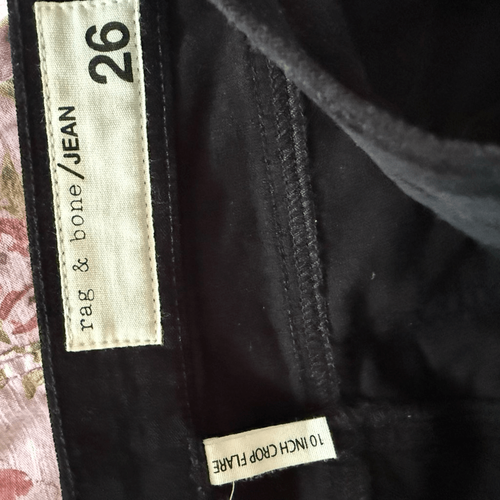 rag & bone/JEAN 26
10 INCH CROP FLARE